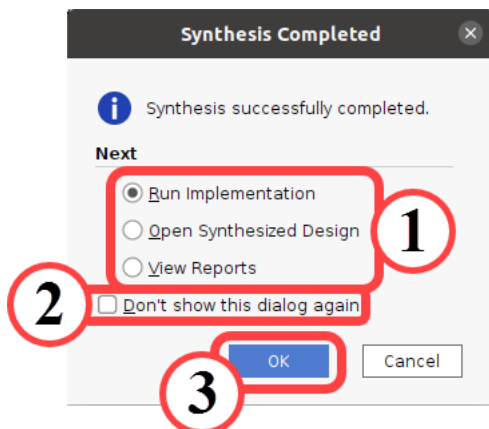 Synthesis Completed
Synthesis successfully completed.
Next
Run Implementation
Open Synthesized Design
View Reports
1
2
Don't show this dialog again
OK
Cancel
3